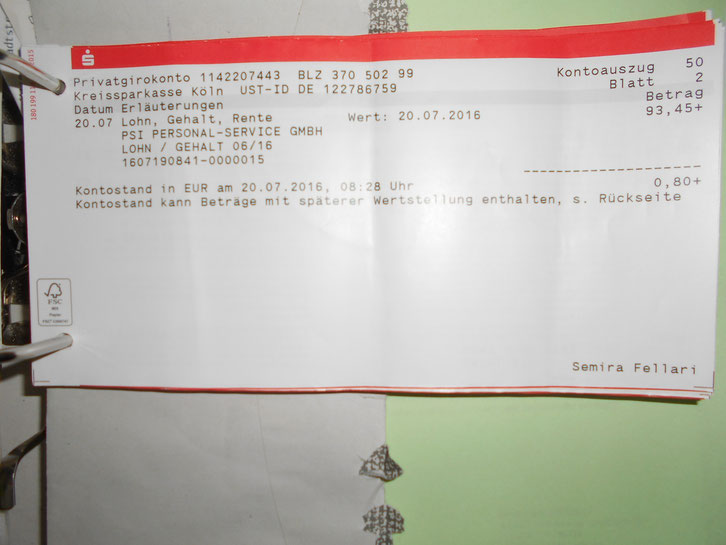 Privatgirokonto 1142207443 BLZ 370 502 99 Kontoauszug 50
Kreissparkasse Köln UST-ID DE 122786759 Blatt 2
Datum Erläuterungen Betrag
20.07 Lohn, Gehalt, Rente Wert: 20.07.2016 93,45+
PSI PERSONAL-SERVICE GMBH
LOHN / GEHALT 06/16
1607190841-0000015
Kontostand in EUR am 20.07.2016, 08:28 Uhr 0,80+
Kontostand kann Beträge mit späterer Wertstellung enthalten, s. Rückseite
FSC
Semira Fellari